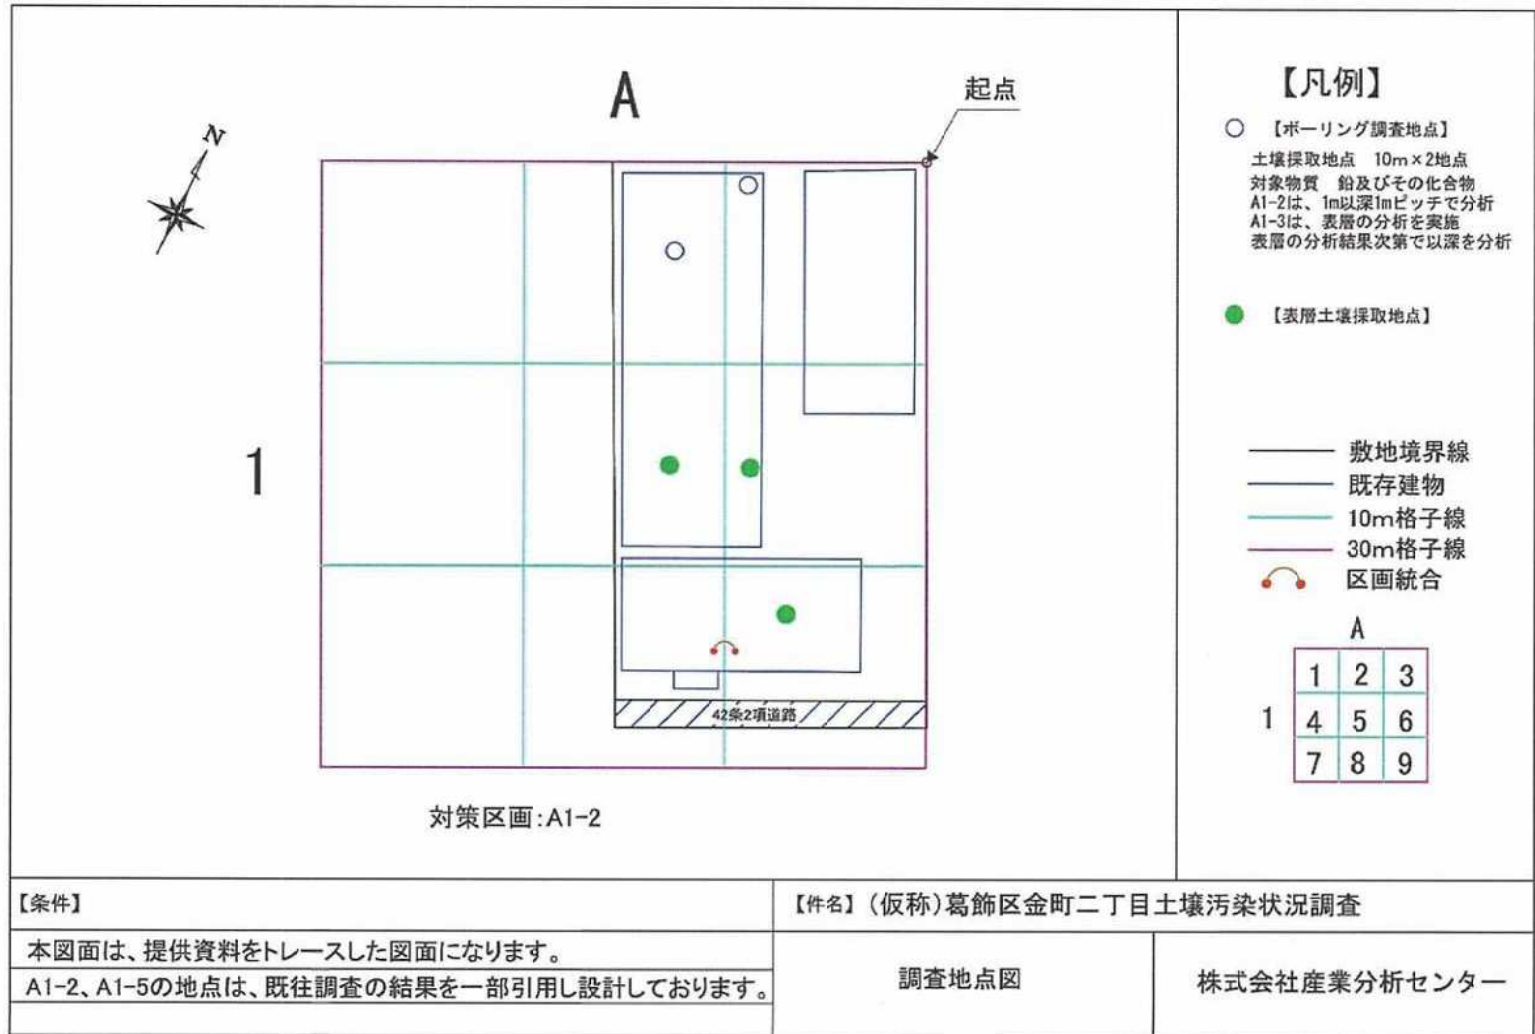 A
起点
N
1
42条2項道路
対策区画:A1-2
【凡例】
【ボーリング調査地点】
土壌採取地点 10m×2地点
対象物質 鉛及びその化合物
A1-2は、1m以深1mピッチで分析
A1-3は、表層の分析を実施
表層の分析結果次第で以深を分析
【表層土壌採取地点】
敷地境界線
既存建物
10m格子線
30m格子線
区画統合
A
1 2 3
1 4 5 6
7 8 9
【条件】
本図面は、提供資料をトレースした図面になります。
A1-2、A1-5の地点は、既往調査の結果を一部引用し設計しております。
【件名】(仮称)葛飾区金町二丁目土壌汚染状況調査
調査地点図
株式会社産業分析センター